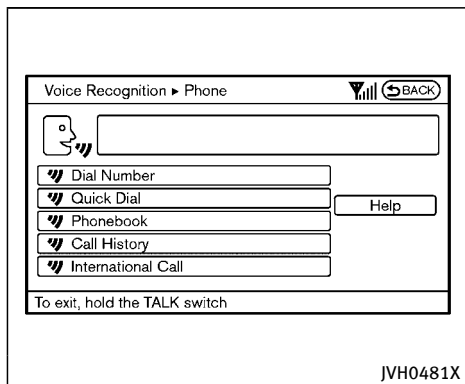 Voice Recognition ▸ Phone
BACK
Dial Number
Quick Dial
Help
Phonebook
Call History
International Call
To exit, hold the TALK switch
JVH0481X